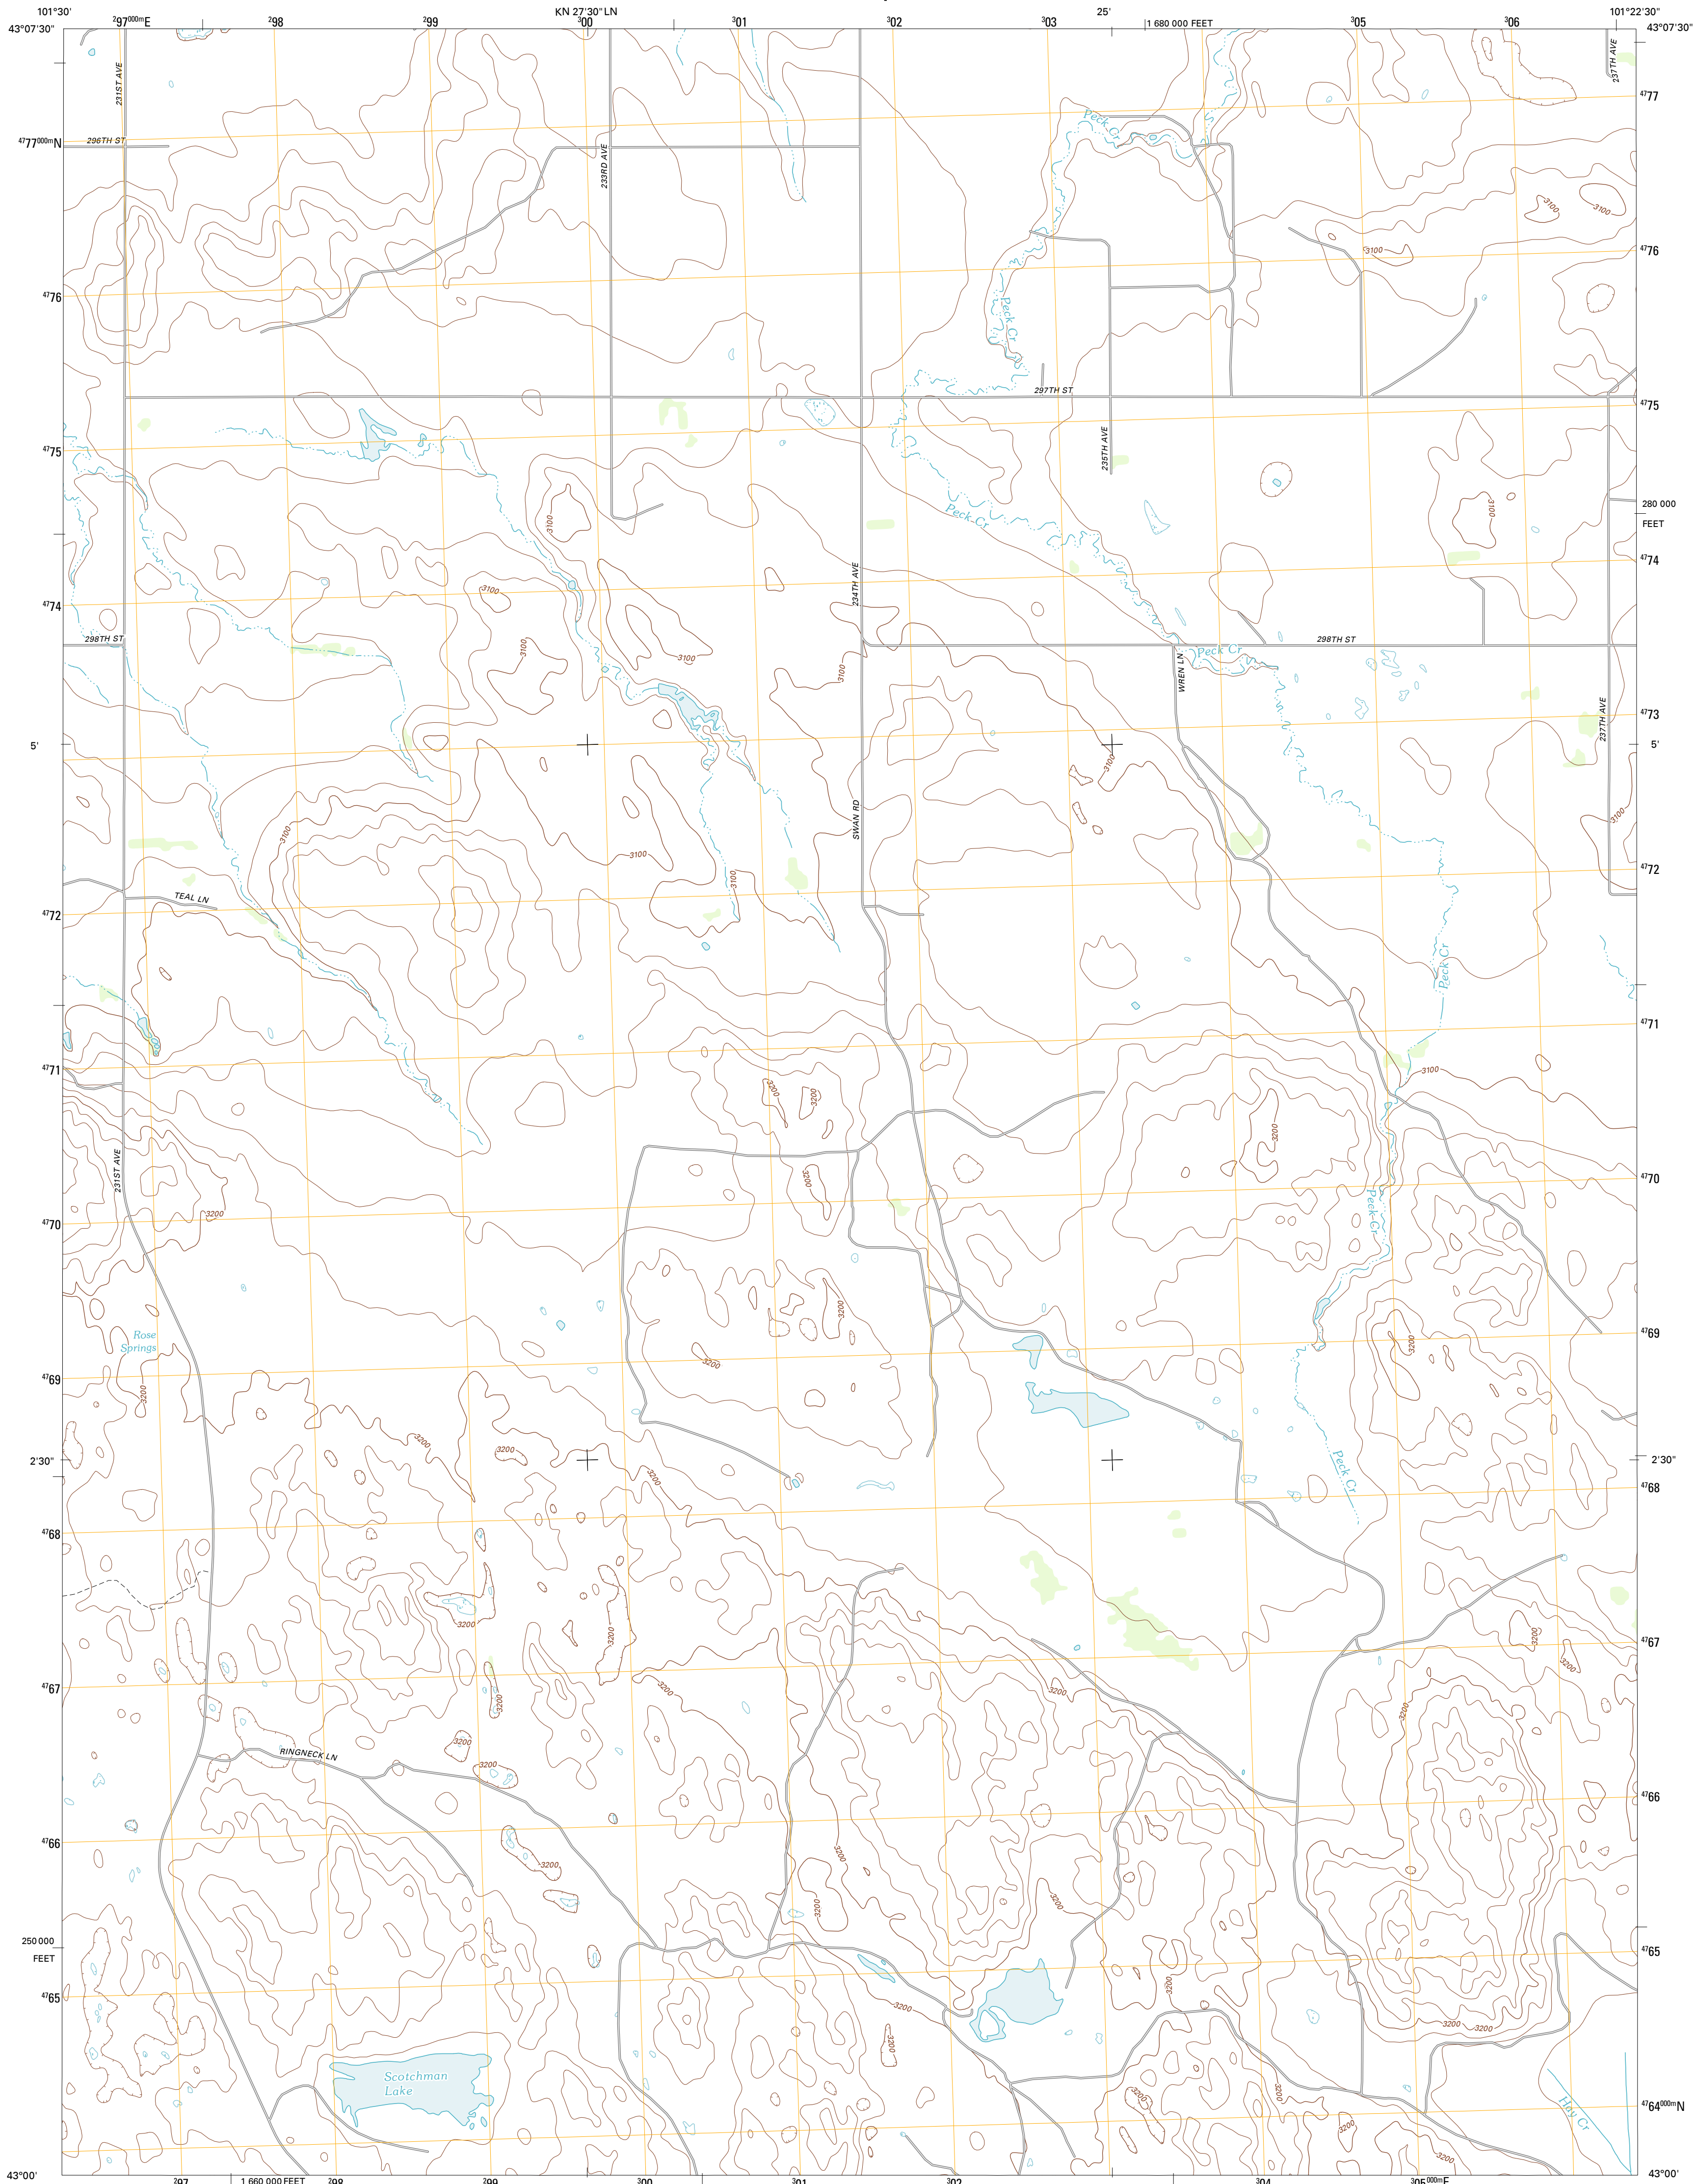 101°30'
²97⁰⁰⁰ᵐE
²98
²99
KN 27'30" LN
³00
³01
³02
³03
25'
1 680 000 FEET
³05
³06
101°22'30"
43°07'30"
43°07'30"
231ST AVE
237TH AVE
⁴⁷77
Peck Cr
⁴⁷77⁰⁰⁰ᵐN
296TH ST
233RD AVE
3100
3100
3100
⁴⁷76
⁴⁷76
Peck Cr
297TH ST
⁴⁷75
⁴⁷75
235TH AVE
280 000
FEET
3100
3100
Peck Cr
⁴⁷74
⁴⁷74
234TH AVE
3100
298TH ST
298TH ST
Peck Cr
3100
3100
3100
WREN LN
237TH AVE
⁴⁷73
5'
5'
3100
SWAN RD
3100
3100
3100
3100
⁴⁷72
⁴⁷72
TEAL LN
Peck Cr
⁴⁷71
⁴⁷71
3100
3200
3200
3200
231ST AVE
3200
⁴⁷70
⁴⁷70
3200
Peck Cr
3200
Rose
Springs
3200
3200
⁴⁷69
⁴⁷69
3200
3200
3200
3200
2'30"
2'30"
Peck Cr
⁴⁷68
⁴⁷68
3200
3200
3200
3200
⁴⁷67
⁴⁷67
3200
3200
3200
3200
3200
3200
RINGNECK LN
3200
⁴⁷66
⁴⁷66
3200
3200
3200
3200
250 000
FEET
⁴⁷65
⁴⁷65
3200
3200
3200
3200
3200
Scotchman
Lake
3200
3200
3200
3200
Hay Cr
⁴⁷64⁰⁰⁰ᵐN
43°00'
43°00'
297
1 660 000 FEET
298
299
300
301
302
304
305⁰⁰⁰ᵐE